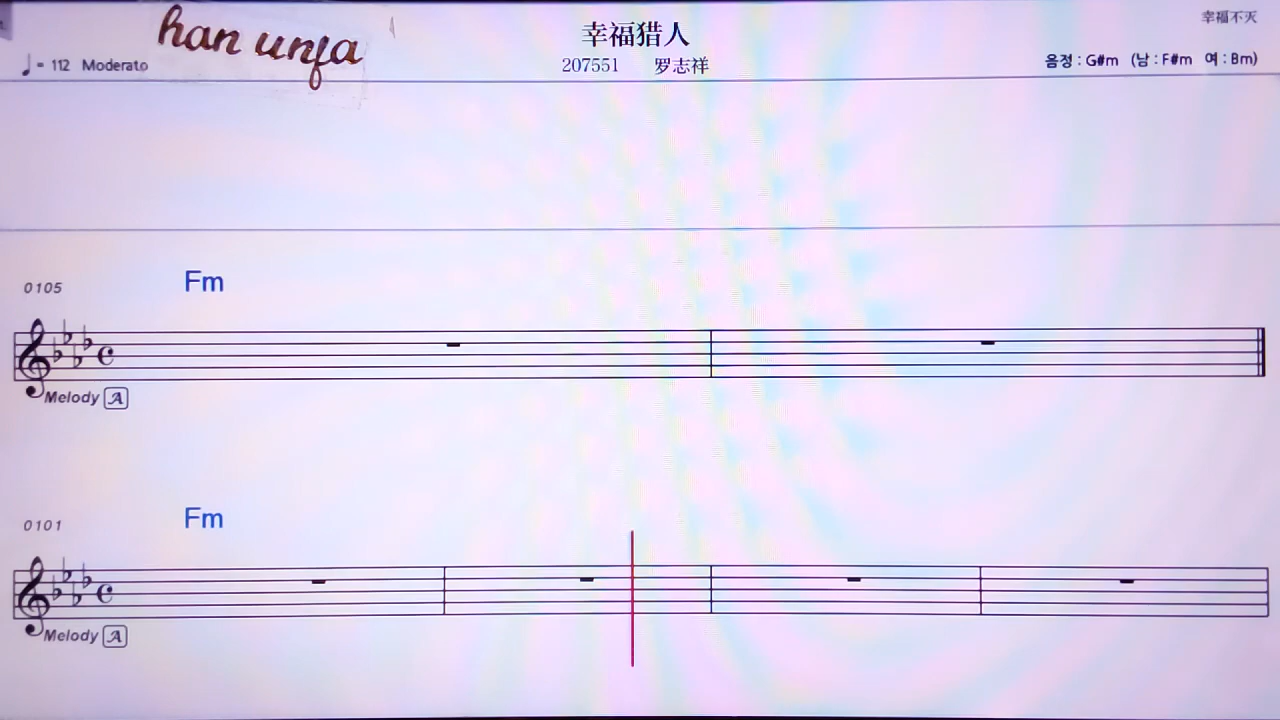 han unfa
幸福猎人
幸福不灭
♩ = 112 Moderato
207551 罗志祥
음정 : G#m (남 : F#m 여 : Bm)
0105 Fm
Melody A
0101 Fm
Melody A